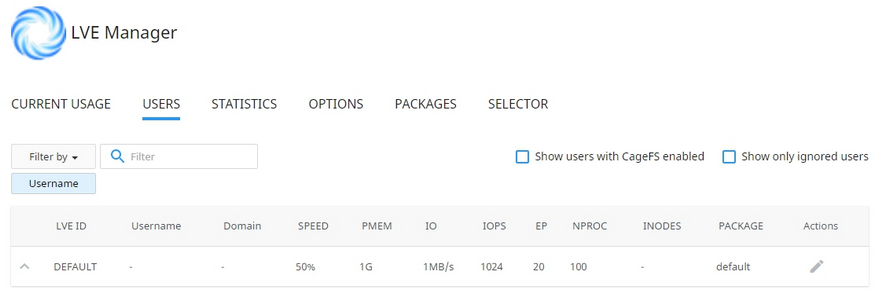 LVE Manager
CURRENT USAGE USERS STATISTICS OPTIONS PACKAGES SELECTOR
Filter by Filter Show users with CageFS enabled Show only ignored users
Username
LVE ID Username Domain SPEED PMEM IO IOPS EP NPROC INODES PACKAGE Actions
DEFAULT - - 50% 1G 1MB/s 1024 20 100 - default